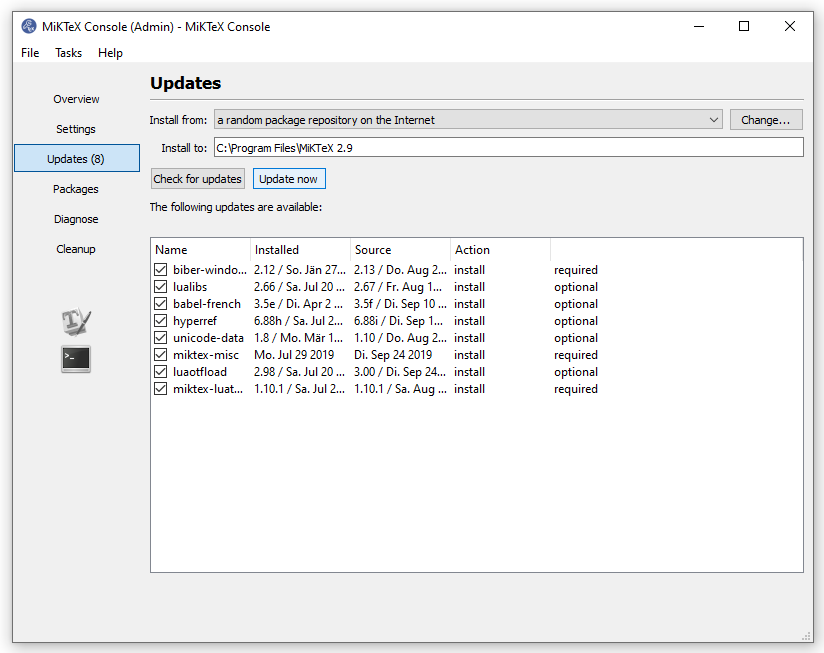 MiKTeX Console (Admin) - MiKTeX Console
File Tasks Help
Overview
Settings
Updates (8)
Packages
Diagnose
Cleanup
Updates
Install from: a random package repository on the Internet Change...
Install to: C:\Program Files\MiKTeX 2.9
Check for updates Update now
The following updates are available:
Name Installed Source Action
biber-windo... 2.12 / So. Jän 27... 2.13 / Do. Aug 2... install required
lualibs 2.66 / Sa. Jul 20 ... 2.67 / Fr. Aug 1... install optional
babel-french 3.5e / Di. Apr 2 ... 3.5f / Di. Sep 10 ... install optional
hyperref 6.88h / Sa. Jul 2... 6.88i / Di. Sep 1... install optional
unicode-data 1.8 / Mo. Mär 1... 1.10 / Do. Aug 2... install optional
miktex-misc Mo. Jul 29 2019 Di. Sep 24 2019 install required
luaotfload 2.98 / Sa. Jul 20 ... 3.00 / Di. Sep 24... install optional
miktex-luat... 1.10.1 / Sa. Jul 2... 1.10.1 / Sa. Aug ... install required